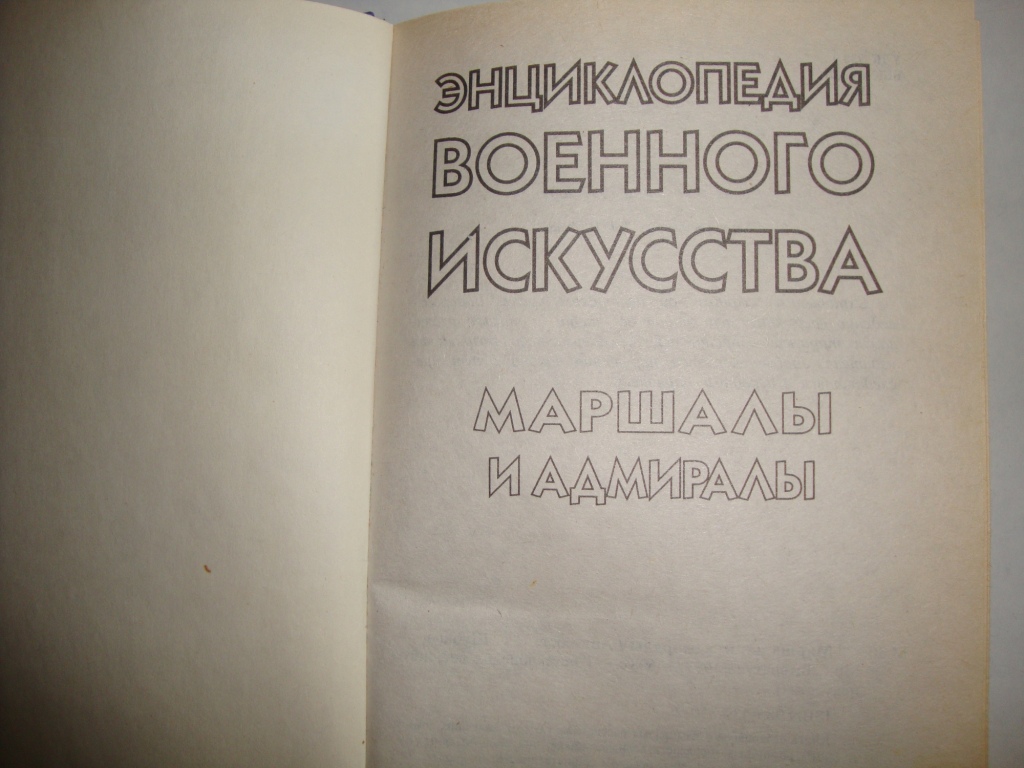 ЭНЦИКЛОПЕДИЯ
ВОЕННОГО
ИСКУССТВА
МАРШАЛЫ
И АДМИРАЛЫ